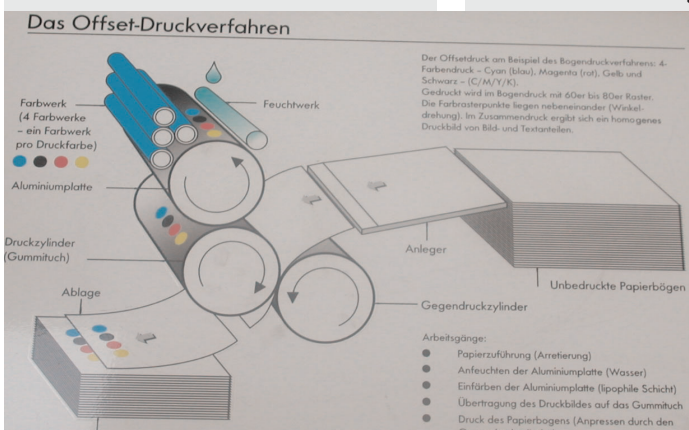 Das Offset-Druckverfahren
Der Offsetdruck am Beispiel des Bogendruckverfahrens: 4-
Farbendruck – Cyan (blau), Magenta (rot), Gelb und
Schwarz – (C/M/Y/K).
Gedruckt wird im Bogendruck mit 60er bis 80er Raster.
Die Farbrasterpunkte liegen nebeneinander (Winkel-
drehung). Im Zusammendruck ergibt sich ein homogenes
Druckbild von Bild- und Textanteilen.
Farbwerk
(4 Farbwerke
– ein Farbwerk
pro Druckfarbe)
Feuchtwerk
Aluminiumplatte
Druckzylinder
(Gummituch)
Anleger
Unbedruckte Papierbögen
Ablage
Gegendruckzylinder
Arbeitsgänge:
Papierzuführung (Arretierung)
Anfeuchten der Aluminiumplatte (Wasser)
Einfärben der Aluminiumplatte (lipophile Schicht)
Übertragung des Druckbildes auf das Gummituch
Druck des Papierbogens (Anpressen durch den